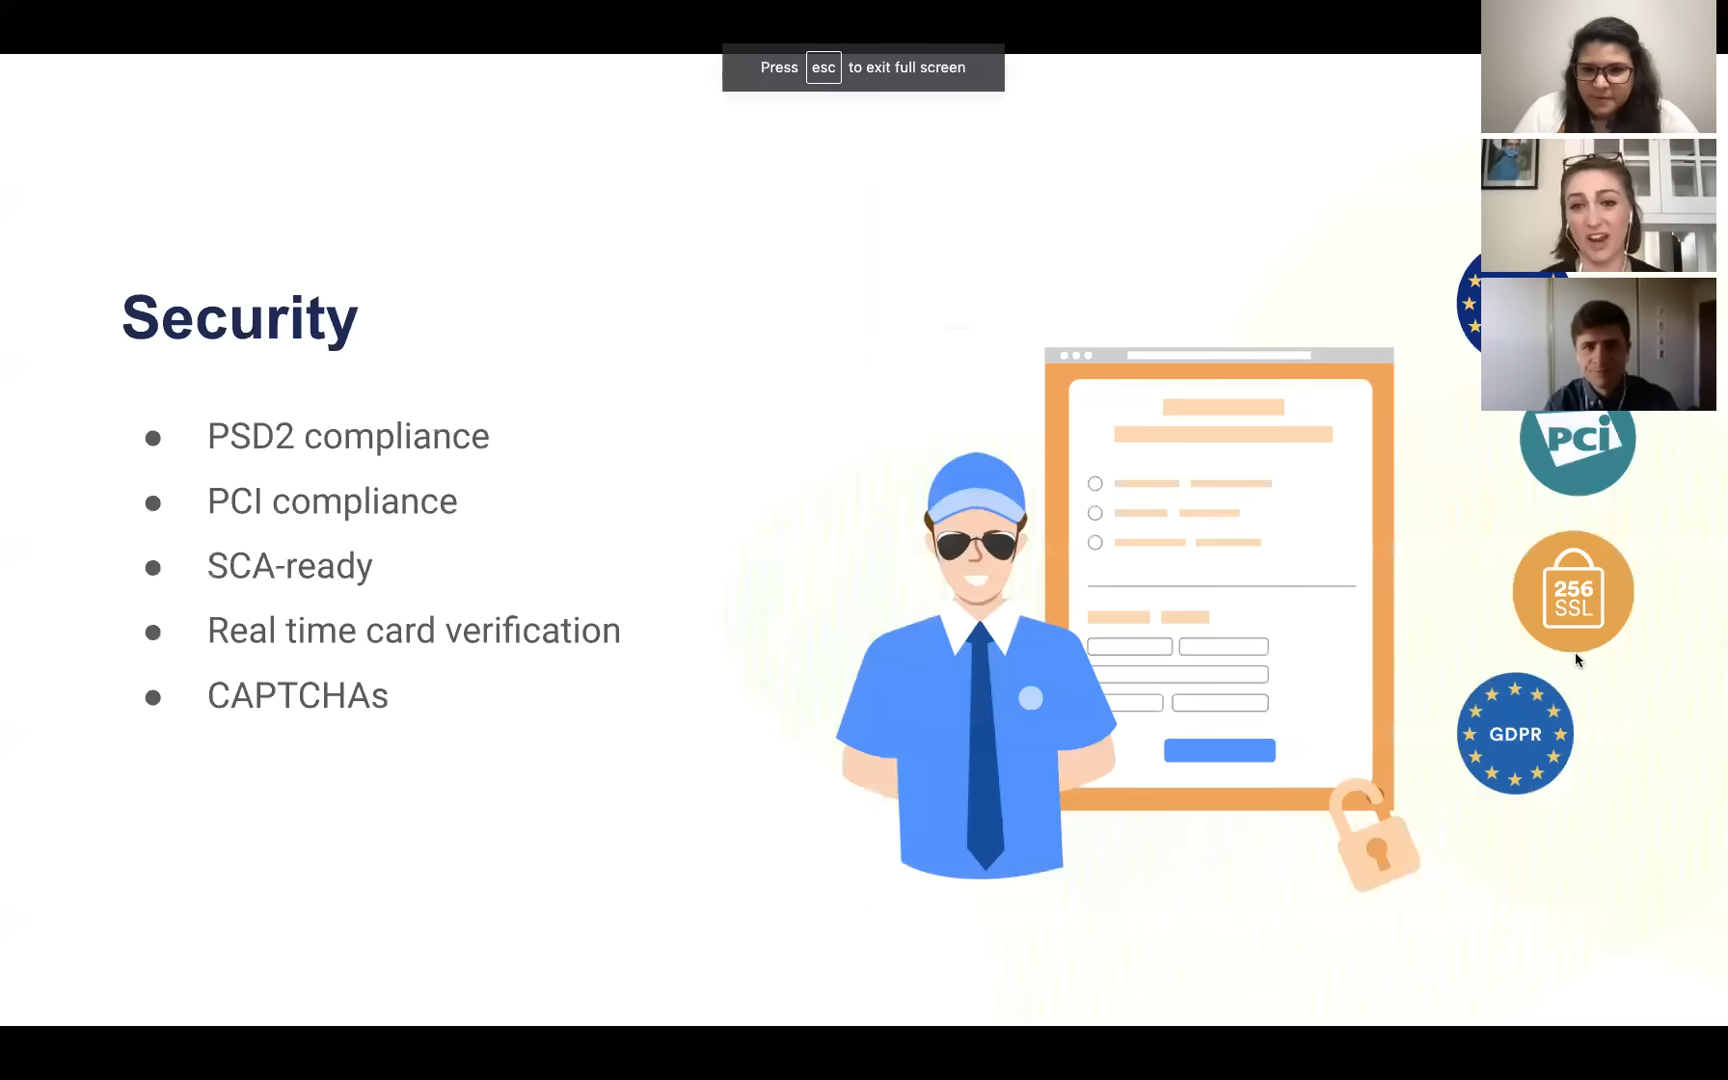 Press esc to exit full screen
Security
● PSD2 compliance
● PCI compliance
● SCA-ready
● Real time card verification
● CAPTCHAs
PCi
256
SSL
GDPR